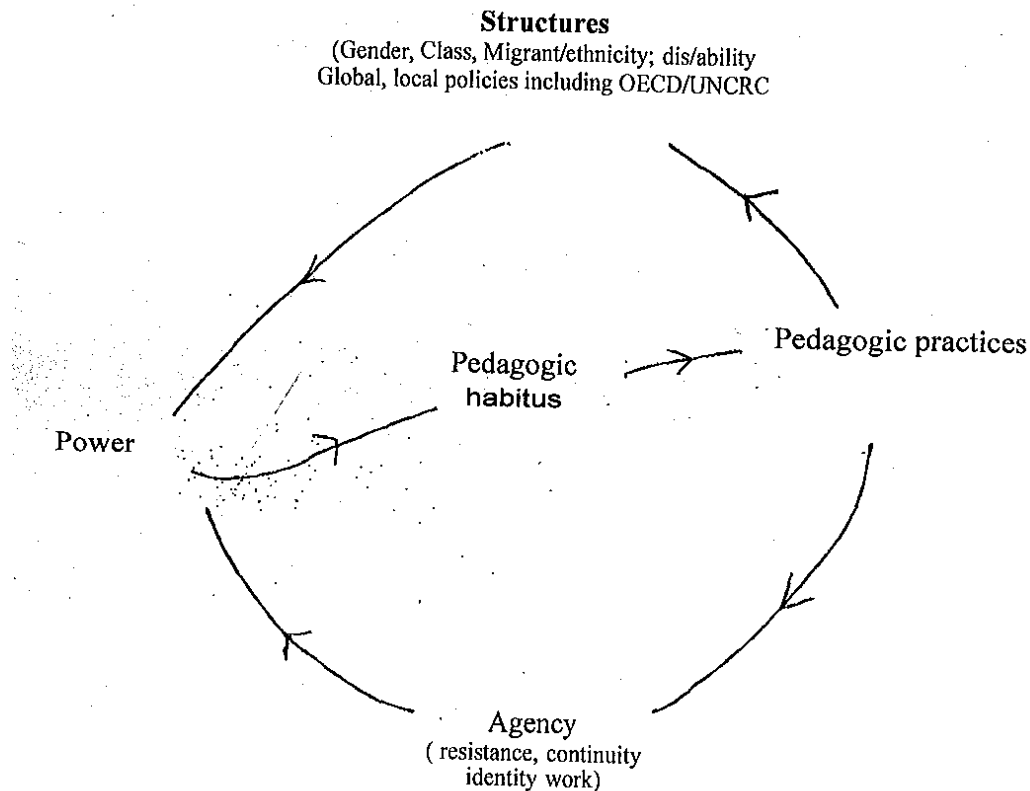 Structures
(Gender, Class, Migrant/ethnicity; dis/ability
Global, local policies including OECD/UNCRC
Pedagogic practices
Pedagogic
habitus
Power
Agency
( resistance, continuity
identity work)